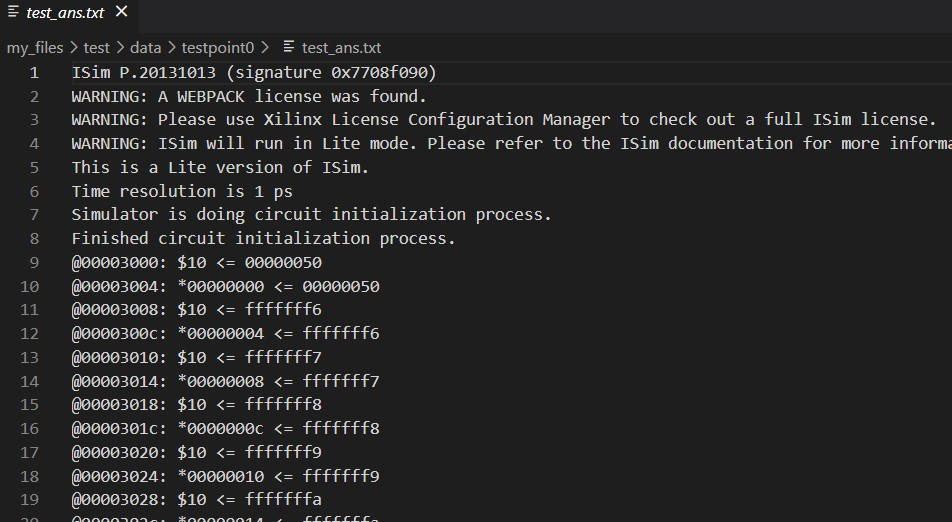 test_ans.txt
my_files > test > data > testpoint0 > test_ans.txt
1 ISim P.20131013 (signature 0x7708f090)
2 WARNING: A WEBPACK license was found.
3 WARNING: Please use Xilinx License Configuration Manager to check out a full ISim license.
4 WARNING: ISim will run in Lite mode. Please refer to the ISim documentation for more informa
5 This is a Lite version of ISim.
6 Time resolution is 1 ps
7 Simulator is doing circuit initialization process.
8 Finished circuit initialization process.
9 @00003000: $10 <= 00000050
10 @00003004: *00000000 <= 00000050
11 @00003008: $10 <= fffffff6
12 @0000300c: *00000004 <= fffffff6
13 @00003010: $10 <= fffffff7
14 @00003014: *00000008 <= fffffff7
15 @00003018: $10 <= fffffff8
16 @0000301c: *0000000c <= fffffff8
17 @00003020: $10 <= fffffff9
18 @00003024: *00000010 <= fffffff9
19 @00003028: $10 <= fffffffa
20 @0000302c: *00000014 <= fffffffa